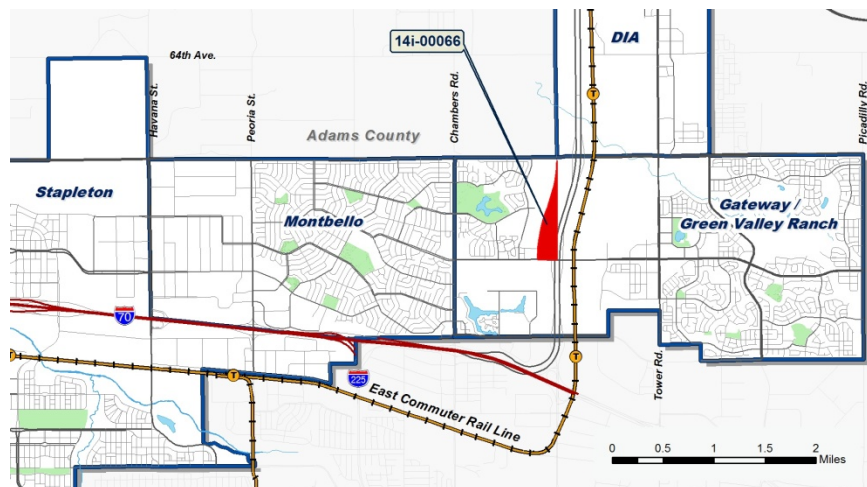 14i-00066
DIA
64th Ave.
Havana St.
Peoria St.
Chambers Rd.
Picadilly Rd.
Adams County
Stapleton
Montbello
Gateway /
Green Valley Ranch
70
T
T
T
T
225
East Commuter Rail Line
Tower Rd.
0 0.5 1 1.5 2
Miles